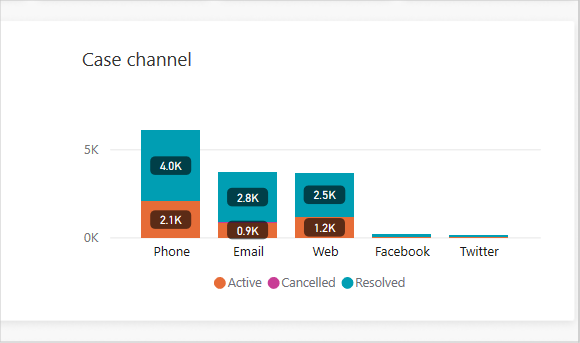 Case channel
5K
4.0K
2.8K
2.5K
2.1K
0.9K
1.2K
0K
Phone Email Web Facebook Twitter
Active Cancelled Resolved